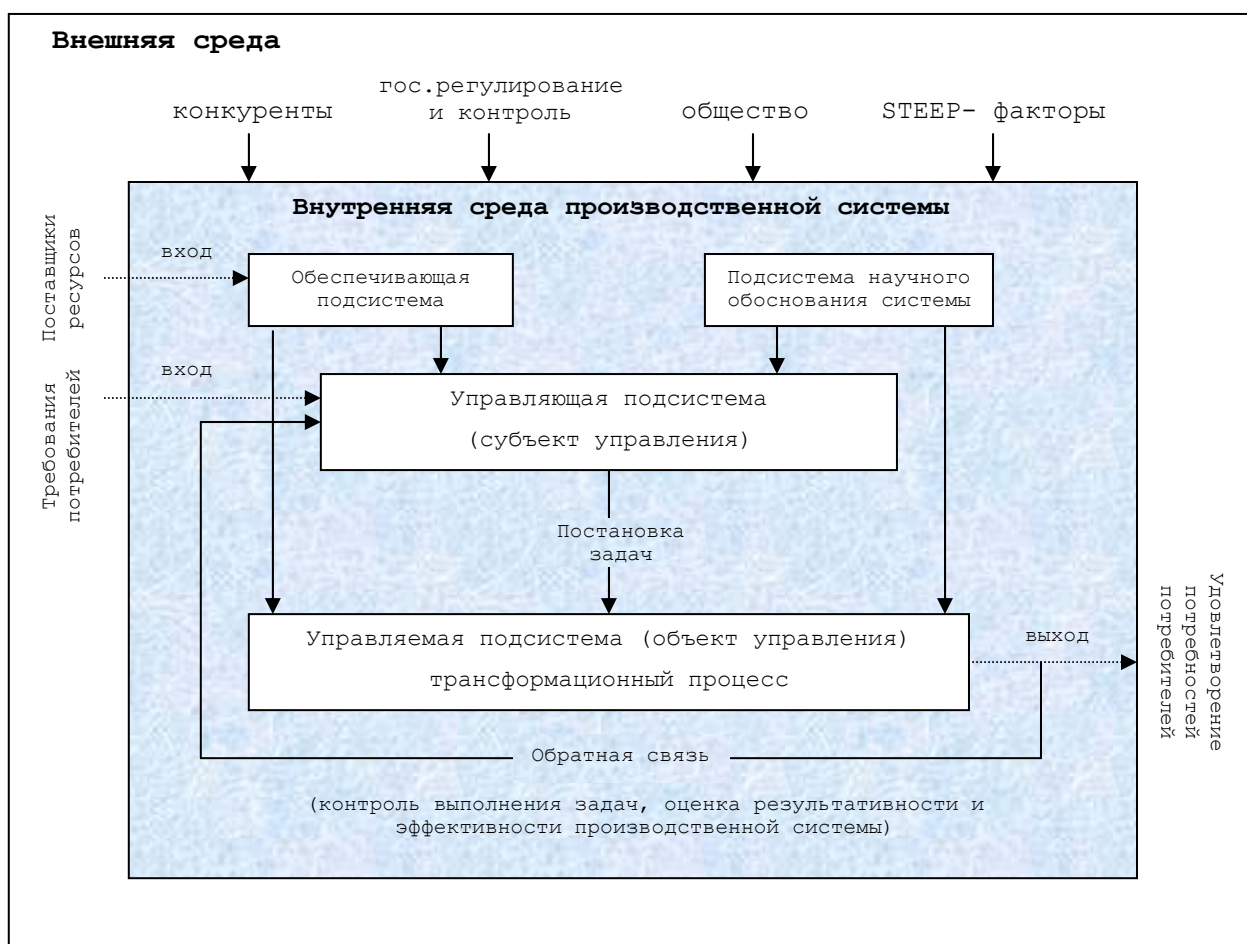 Внешняя среда
гос.регулирование
и контроль
конкуренты
общество
STEEP- факторы
Внутренняя среда производственной системы
Поставщики
ресурсов
вход
Обеспечивающая
подсистема
Подсистема научного
обоснования системы
Требования
потребителей
вход
Управляющая подсистема
(субъект управления)
Постановка
задач
Управляемая подсистема (объект управления)
трансформационный процесс
выход
Удовлетворение
потребностей
потребителей
Обратная связь
(контроль выполнения задач, оценка результативности и
эффективности производственной системы)